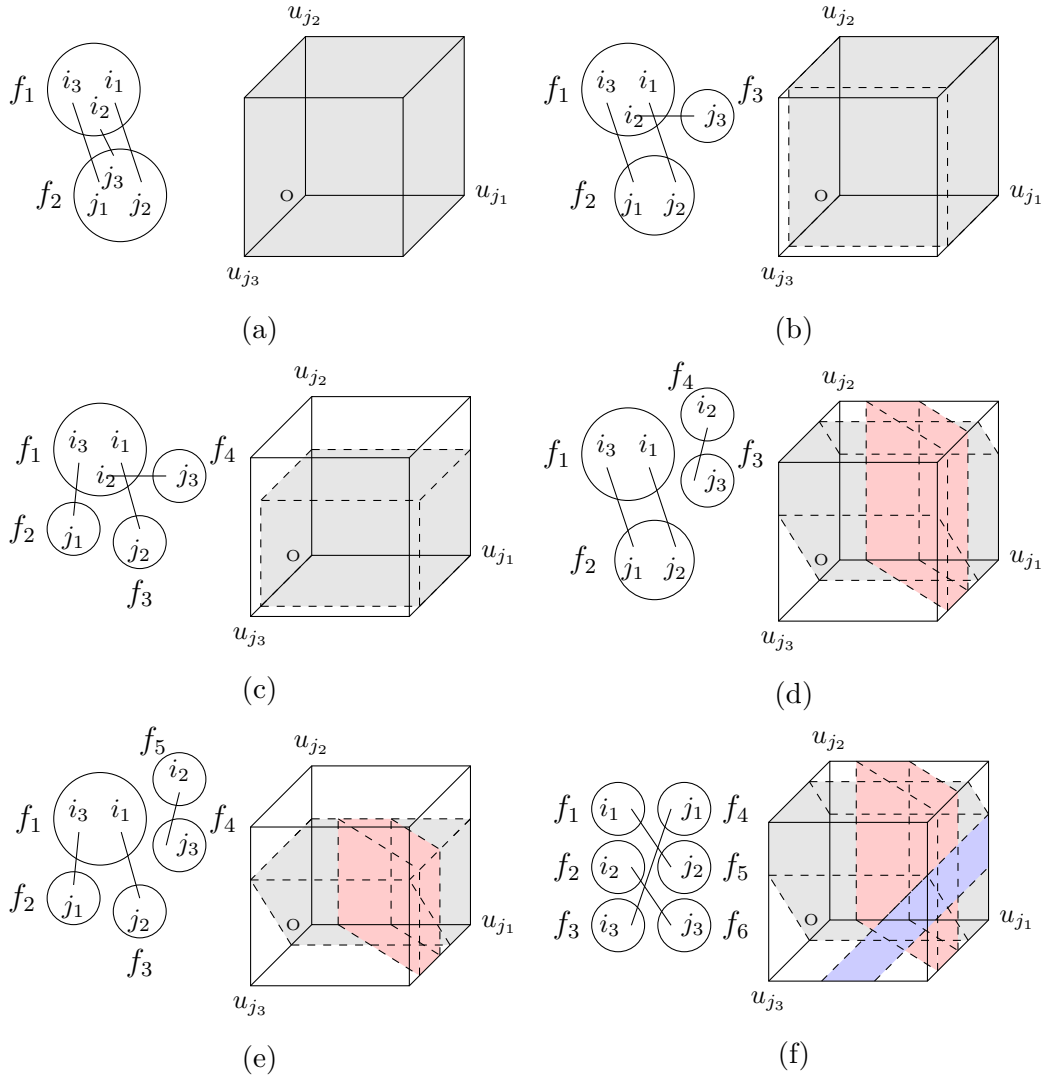 u_{j_2}
f_1 i_3 i_1
i_2
f_2 j_3
j_1 j_2
O
u_{j_1}
u_{j_3}
(a)
u_{j_2}
f_1 i_3 i_1
i_2 j_3 f_3
f_2 j_1 j_2
O
u_{j_1}
u_{j_3}
(b)
u_{j_2}
f_1 i_3 i_1
i_2 j_3 f_4
f_2 j_1 j_2
f_3
O
u_{j_1}
u_{j_3}
(c)
u_{j_2}
f_4
i_2
f_1 i_3 i_1
j_3 f_3
f_2 j_1 j_2
O
u_{j_1}
u_{j_3}
(d)
u_{j_2}
f_5
i_2
f_1 i_3 i_1
j_3 f_4
f_2 j_1 j_2
f_3
O
u_{j_1}
u_{j_3}
(e)
u_{j_2}
f_1 i_1 j_1 f_4
f_2 i_2 j_2 f_5
f_3 i_3 j_3 f_6
O
u_{j_1}
u_{j_3}
(f)